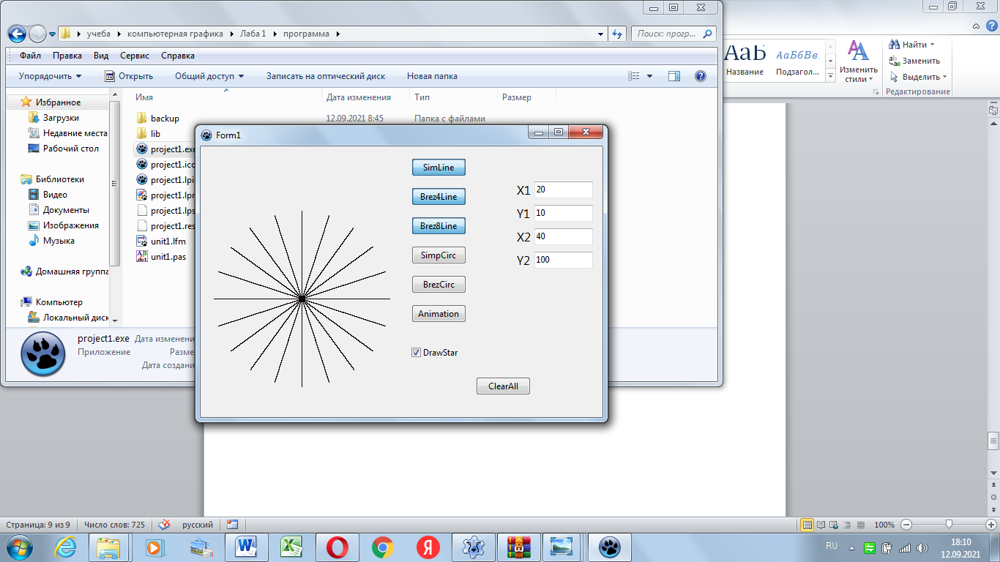 учеба ▸ компьютерная графика ▸ Лаба 1 ▸ программа ▸
Поиск: прогр...
Файл Правка Вид Сервис Справка
Упорядочить Открыть Общий доступ Записать на оптический диск Новая папка
Имя Дата изменения Тип Размер
Избранное
Загрузки
Недавние места
Рабочий стол
Библиотеки
Видео
Документы
Изображения
Музыка
Домашняя группа
Компьютер
Локальный диск
backup 12.09.2021 8:45 Папка с файлами
lib
project1.exe
project1.ico
project1.lpi
project1.lpr
project1.lps
project1.res
unit1.lfm
unit1.pas
project1.exe Дата изменени
Приложение Разме
Дата создани
Form1
SimLine
Brez4Line
Brez8Line
SimpCirc
BrezCirc
Animation
DrawStar
ClearAll
X1 20
Y1 10
X2 40
Y2 100
АаБ АаБбВв
Название Подзагол...
Изменить
стили
Найти
Заменить
Выделить
Редактирование
Страница: 9 из 9 Число слов: 725 русский 100%
RU 18:10
12.09.2021